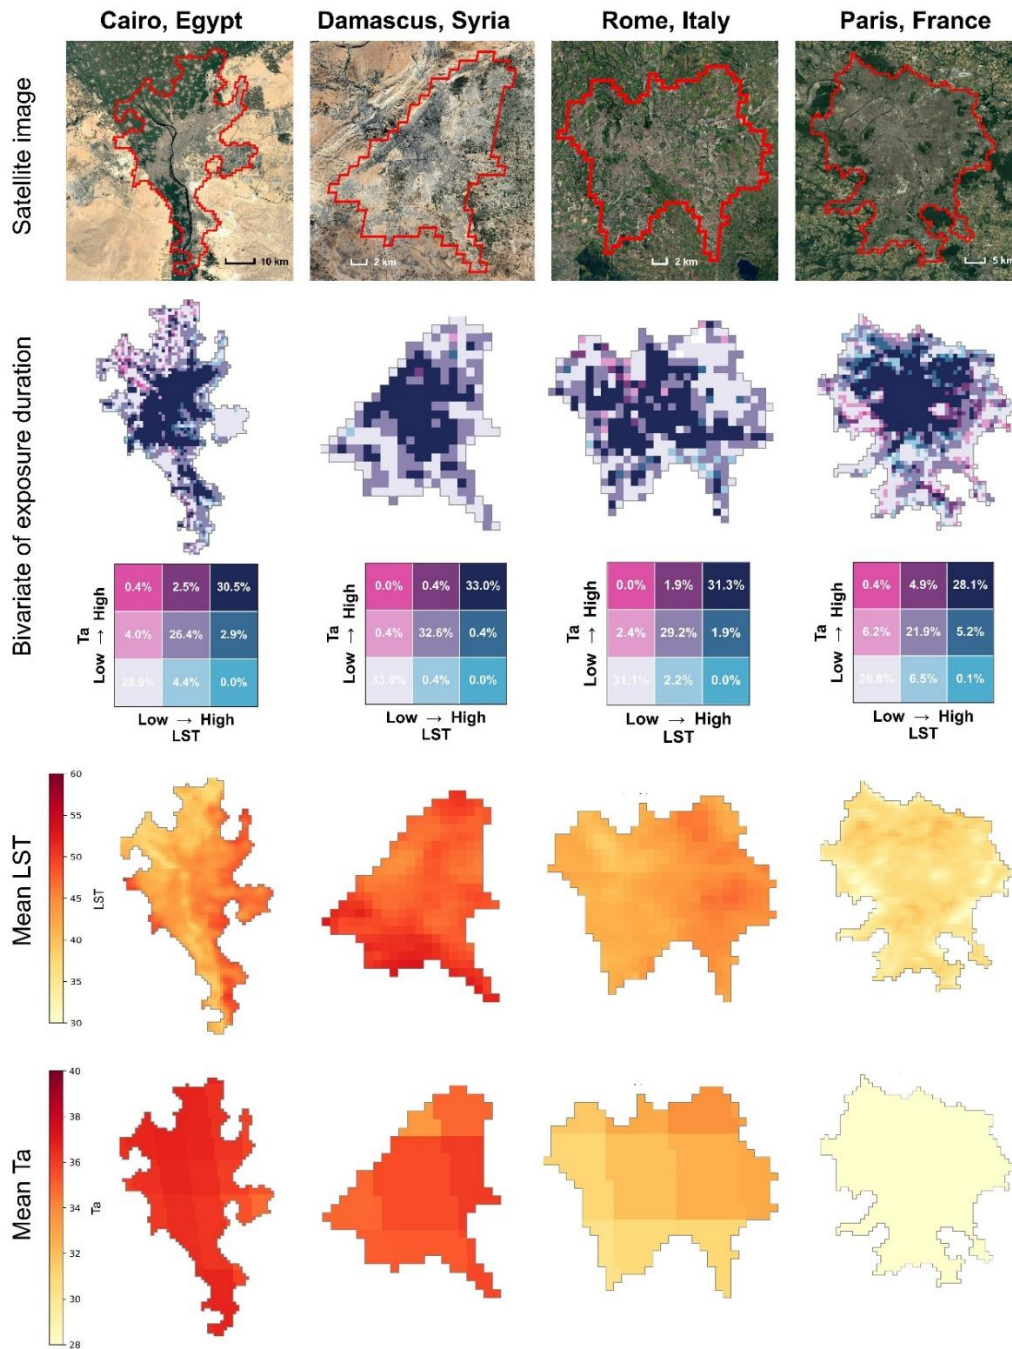 Cairo, Egypt
Damascus, Syria
Rome, Italy
Paris, France
Satellite image
10 km
2 km
2 km
5 km
Bivariate of exposure duration
Ta
Low → High
0.4% 2.5% 30.5%
4.0% 26.4% 2.9%
28.9% 4.4% 0.0%
Low → High
LST
Ta
Low → High
0.0% 0.4% 33.0%
0.4% 32.6% 0.4%
33.0% 0.4% 0.0%
Low → High
LST
Ta
Low → High
0.0% 1.9% 31.3%
2.4% 29.2% 1.9%
31.1% 2.2% 0.0%
Low → High
LST
Ta
Low → High
0.4% 4.9% 28.1%
6.2% 21.9% 5.2%
26.8% 6.5% 0.1%
Low → High
LST
Mean LST
60
55
50
45
40
35
30
LST
Mean Ta
40
38
36
34
32
30
28
Ta